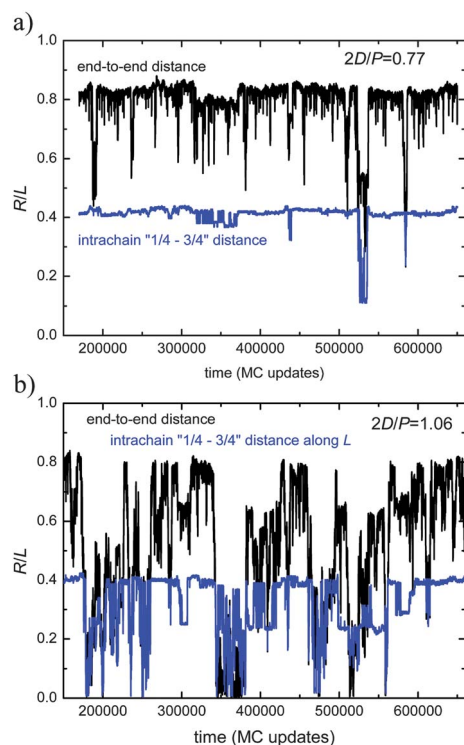 a)
end-to-end distance
2D/P=0.77
intrachain "1/4 - 3/4" distance
R/L
1.0
0.8
0.6
0.4
0.2
0.0
200000 300000 400000 500000 600000
time (MC updates)
b)
end-to-end distance
2D/P=1.06
intrachain "1/4 - 3/4" distance along L
R/L
1.0
0.8
0.6
0.4
0.2
0.0
200000 300000 400000 500000 600000
time (MC updates)